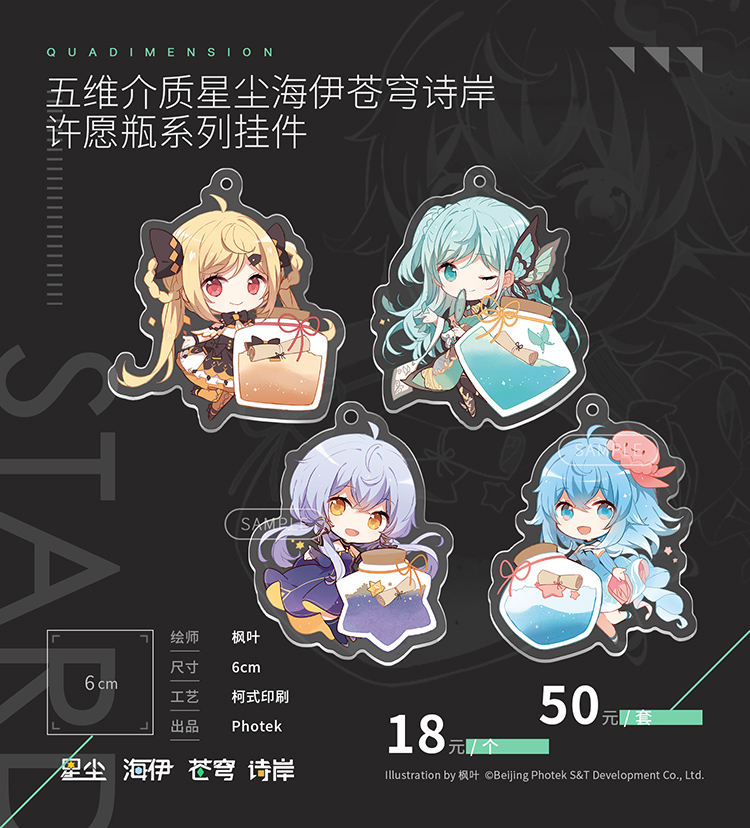 QUADIMENSION
五维介质星尘海伊苍穹诗岸
许愿瓶系列挂件
SAMPLE
SAMPLE
STARD
6cm
绘师 枫叶
尺寸 6cm
工艺 柯式印刷
出品 Photek
18元/个
50元/套
星尘 海伊 苍穹 诗岸
Illustration by 枫叶 ©Beijing Photek S&T Development Co., Ltd.